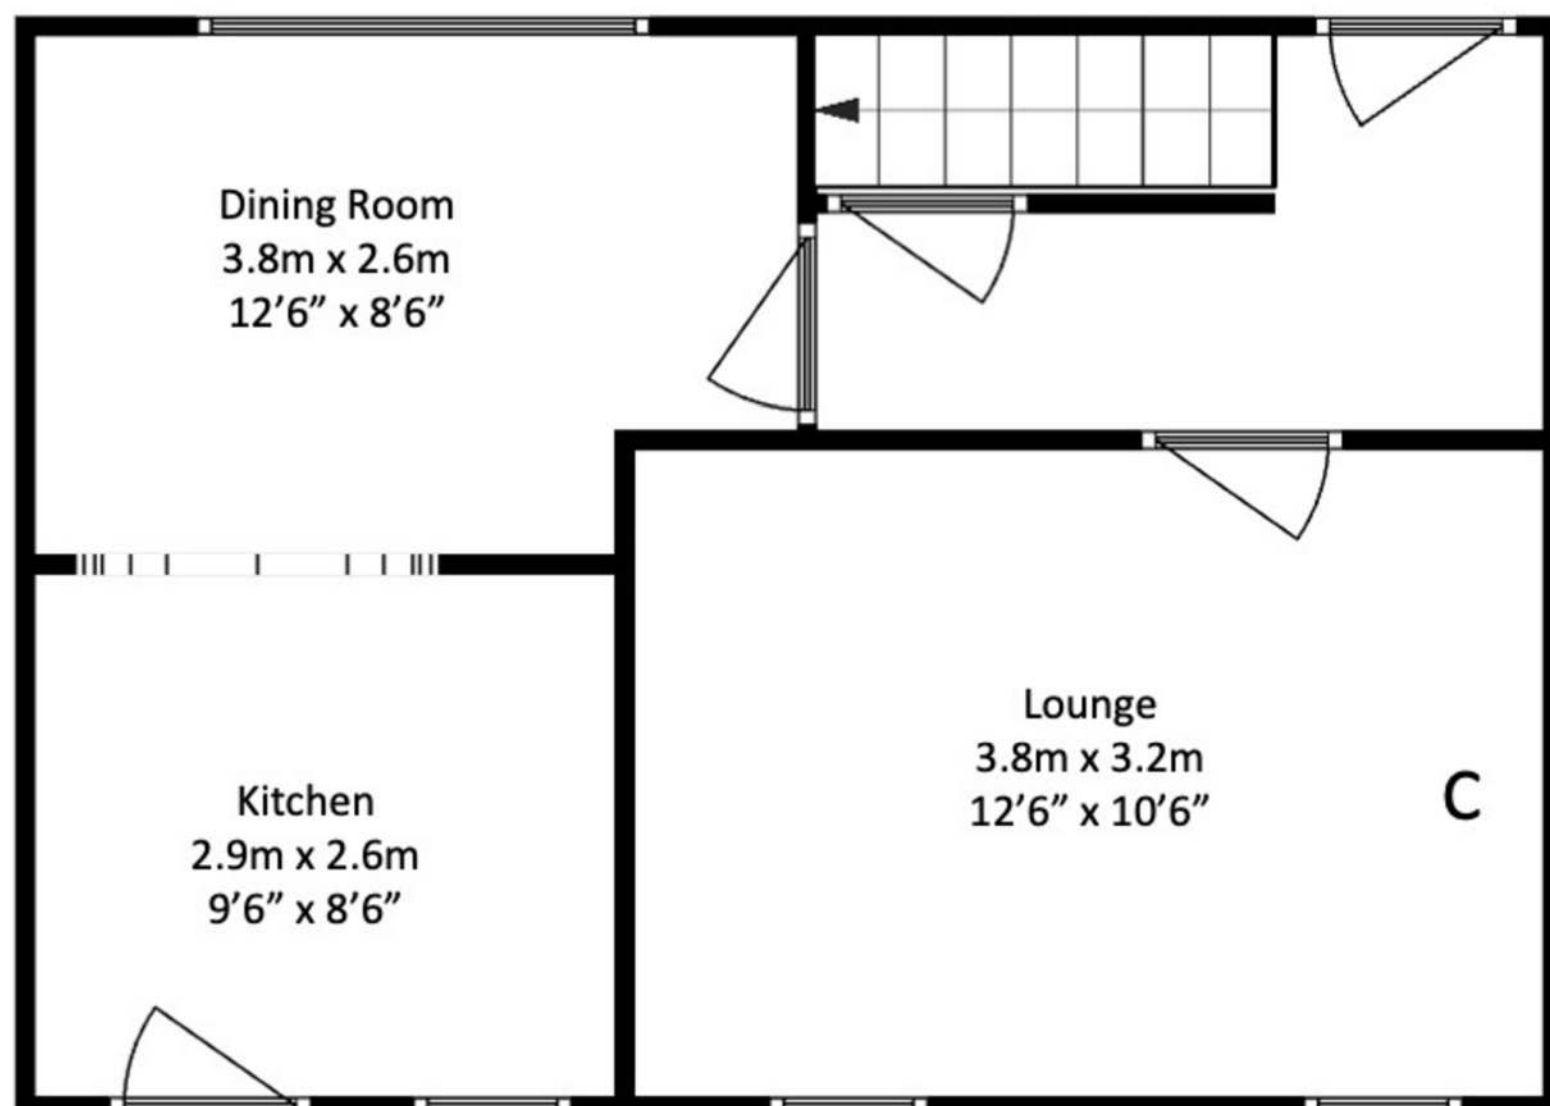 Dining Room
3.8m x 2.6m
12’6” x 8’6”
Lounge
3.8m x 3.2m
12’6” x 10’6”
C
Kitchen
2.9m x 2.6m
9’6” x 8’6”